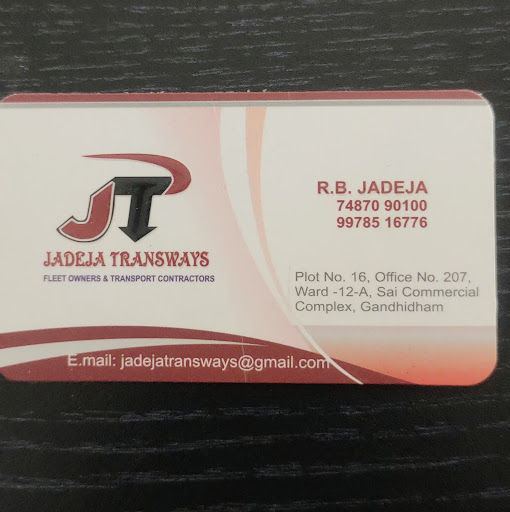 JT
JADEJA TRANSWAYS
FLEET OWNERS & TRANSPORT CONTRACTORS
R.B. JADEJA
74870 90100
99785 16776
Plot No. 16, Office No. 207,
Ward -12-A, Sai Commercial
Complex, Gandhidham
E.mail: jadejatransways@gmail.com